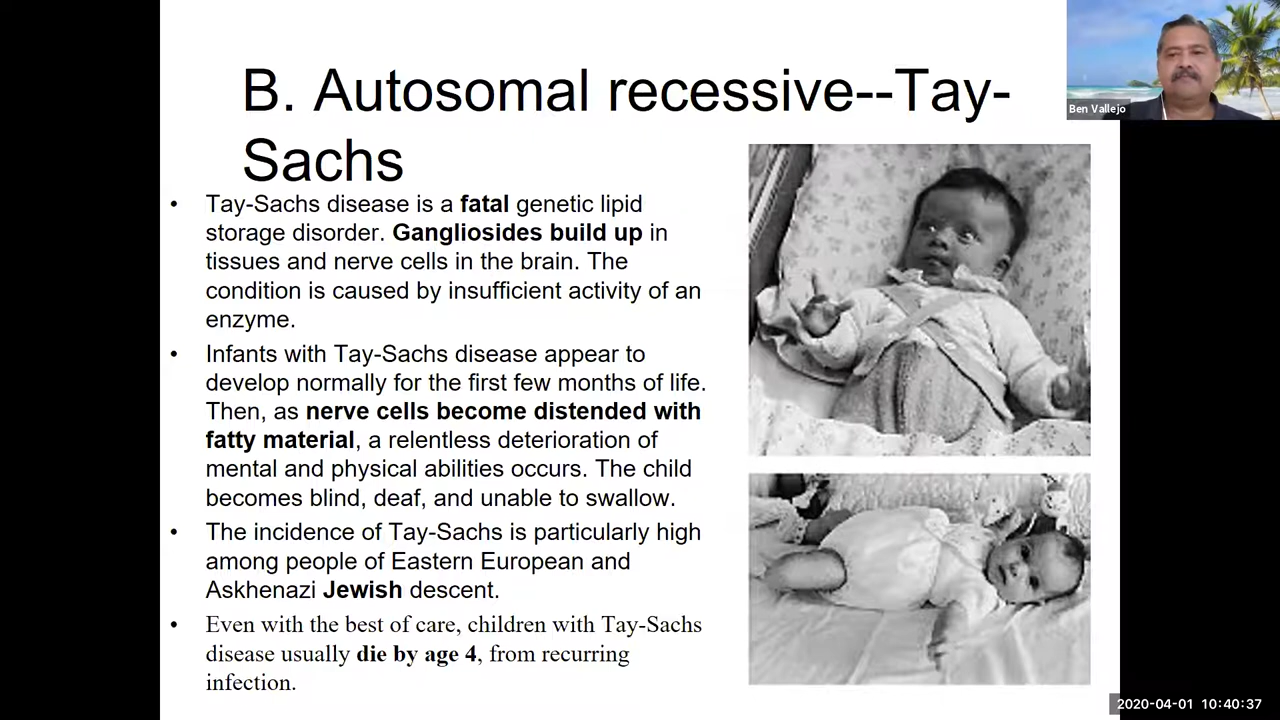 B. Autosomal recessive--Tay-
Sachs
Ben Vallejo
• Tay-Sachs disease is a fatal genetic lipid
storage disorder. Gangliosides build up in
tissues and nerve cells in the brain. The
condition is caused by insufficient activity of an
enzyme.
• Infants with Tay-Sachs disease appear to
develop normally for the first few months of life.
Then, as nerve cells become distended with
fatty material, a relentless deterioration of
mental and physical abilities occurs. The child
becomes blind, deaf, and unable to swallow.
• The incidence of Tay-Sachs is particularly high
among people of Eastern European and
Askhenazi Jewish descent.
• Even with the best of care, children with Tay-Sachs
disease usually die by age 4, from recurring
infection.
2020-04-01 10:40:37